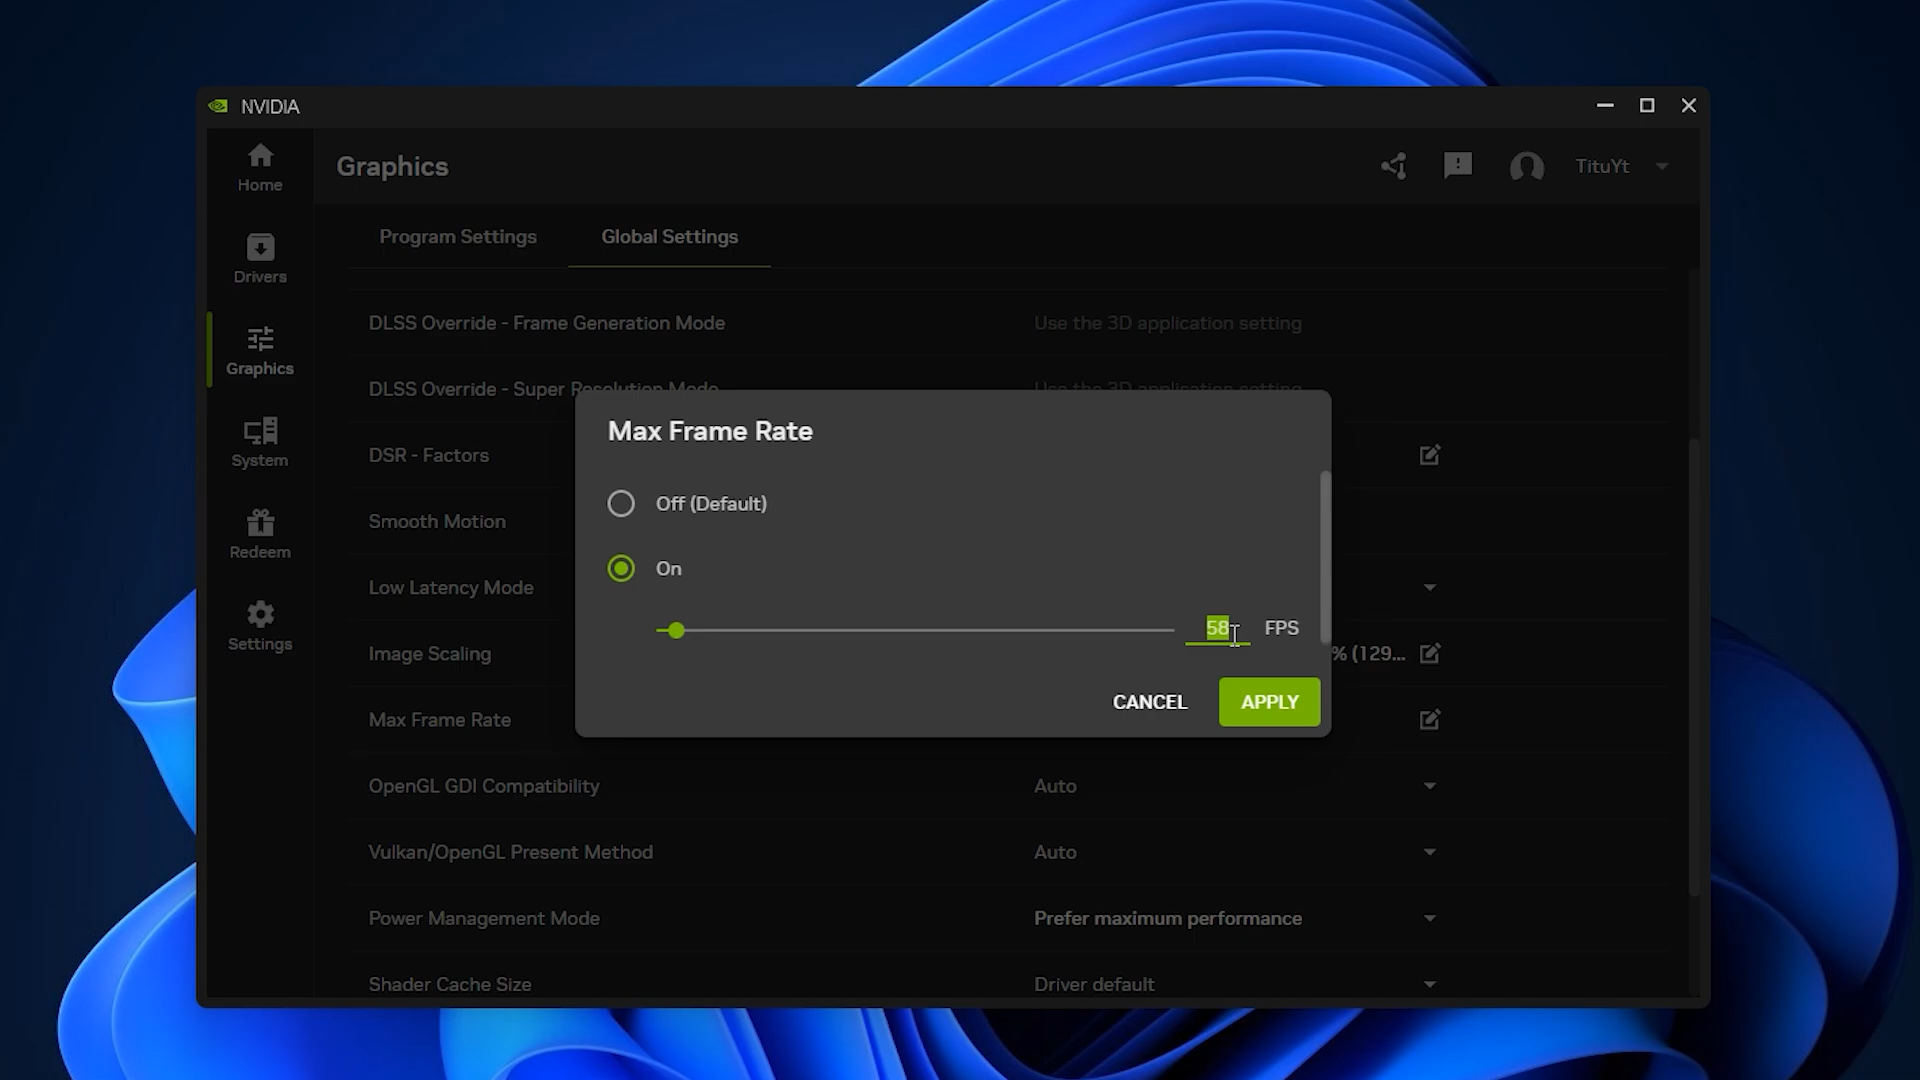 NVIDIA
Home
Drivers
Graphics
System
Redeem
Settings
Graphics
TituYt
Program Settings
Global Settings
DLSS Override - Frame Generation Mode
Use the 3D application setting
DLSS Override - Super Resolution Mode
Use the 3D application setting
DSR - Factors
Smooth Motion
Low Latency Mode
Image Scaling
% (129...
Max Frame Rate
OpenGL GDI Compatibility
Auto
Vulkan/OpenGL Present Method
Auto
Power Management Mode
Prefer maximum performance
Shader Cache Size
Driver default
Max Frame Rate
Off (Default)
On
58 FPS
CANCEL
APPLY